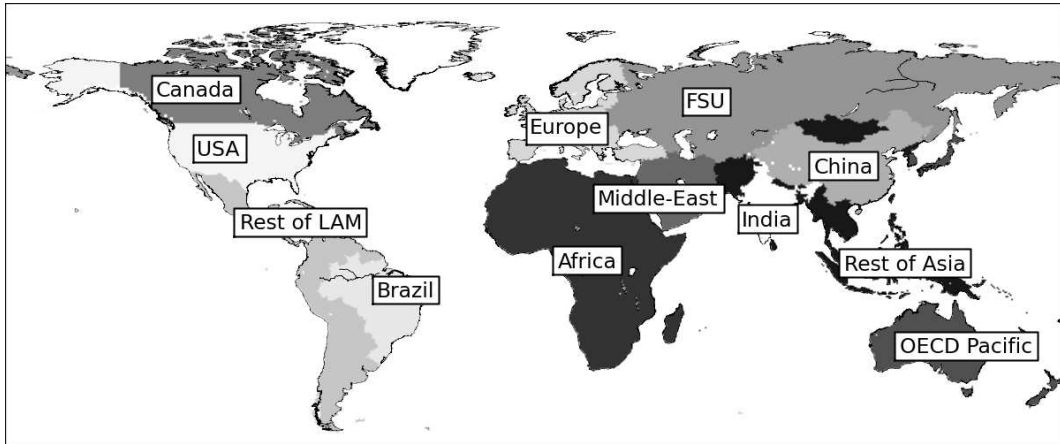 Canada
FSU
Europe
USA
China
Middle-East
Rest of LAM
India
Africa
Rest of Asia
Brazil
OECD Pacific